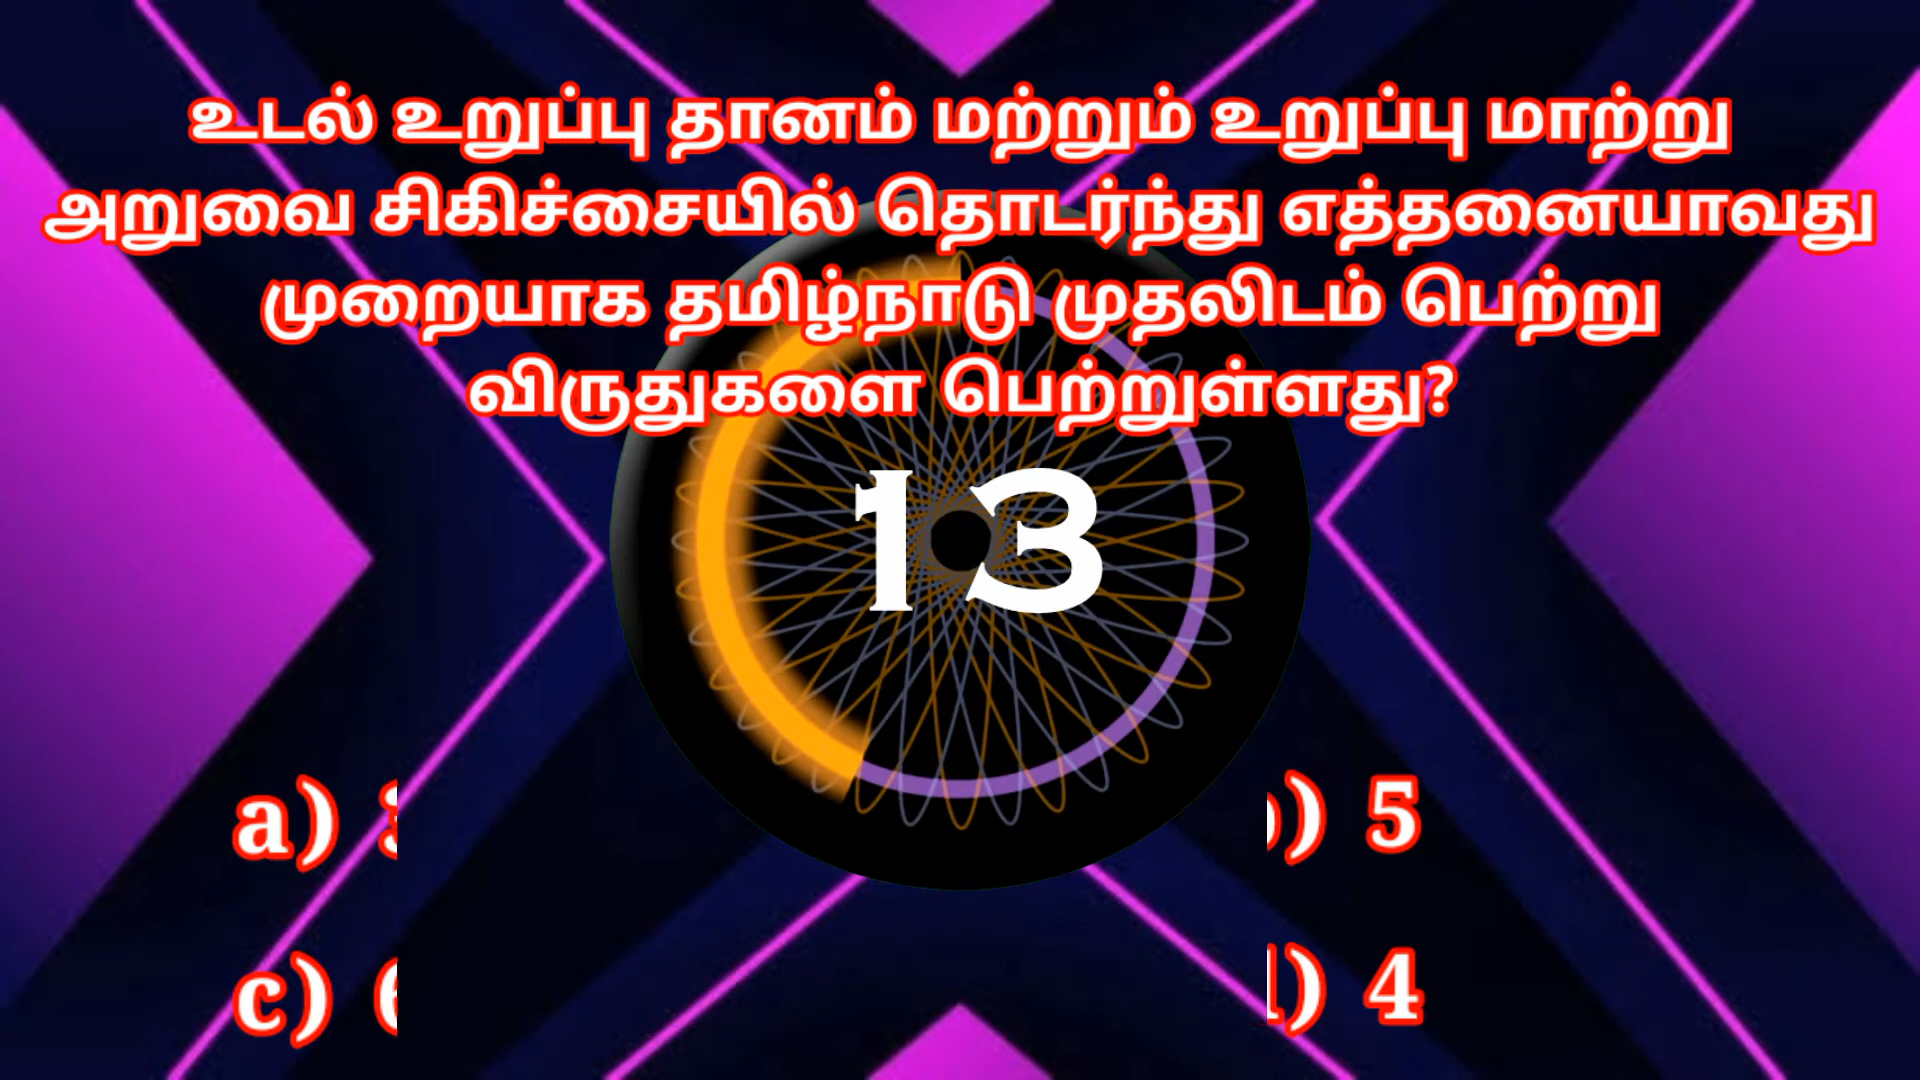 உடல் உறுப்பு தானம் மற்றும் உறுப்பு மாற்று
அறுவை சிகிச்சையில் தொடர்ந்து எத்தனையாவது
முறையாக தமிழ்நாடு முதலிடம் பெற்று
விருதுகளை பெற்றுள்ளது?
13
a) ) 5
c) ) 4